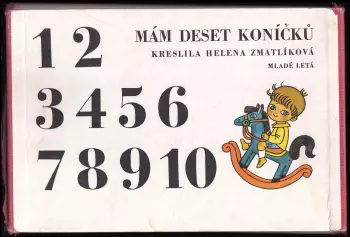 1 2
MÁM DESET KONÍČKŮ
KRESLILA HELENA ZMATLÍKOVÁ
MLADÉ LETÁ
3 4 5 6
7 8 9 10